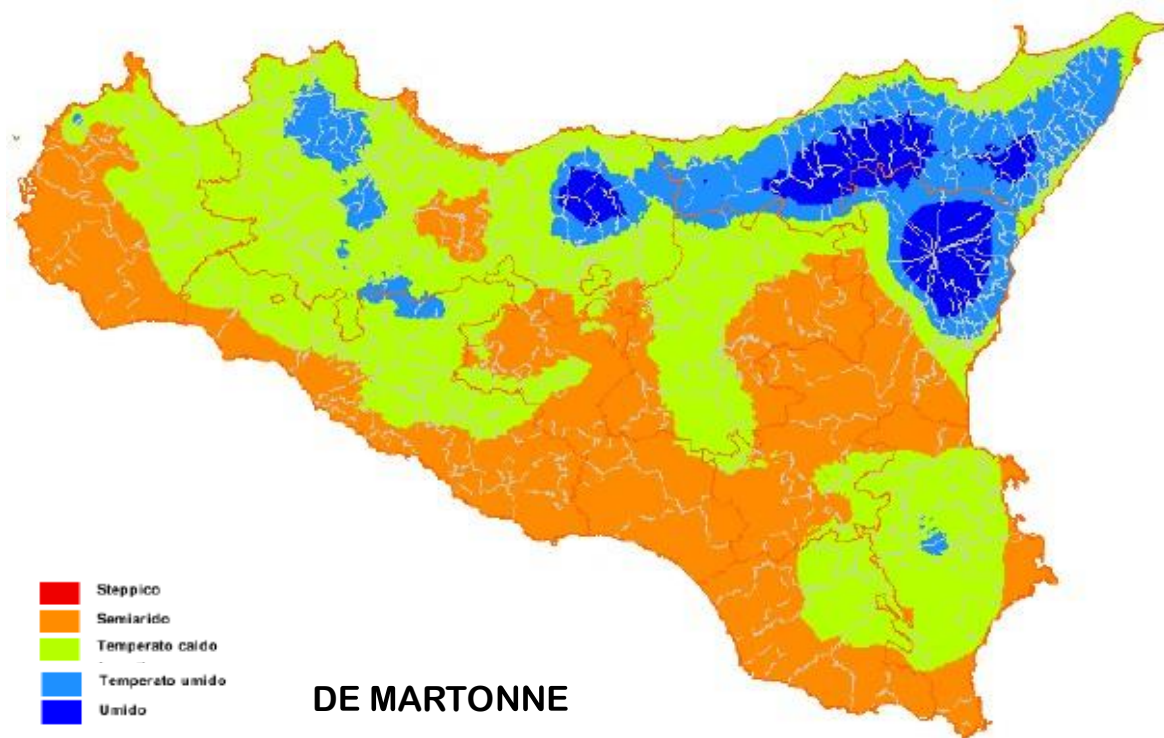 Steppico
Semiarido
Temperato caldo
Temperato umido
Umido
DE MARTONNE